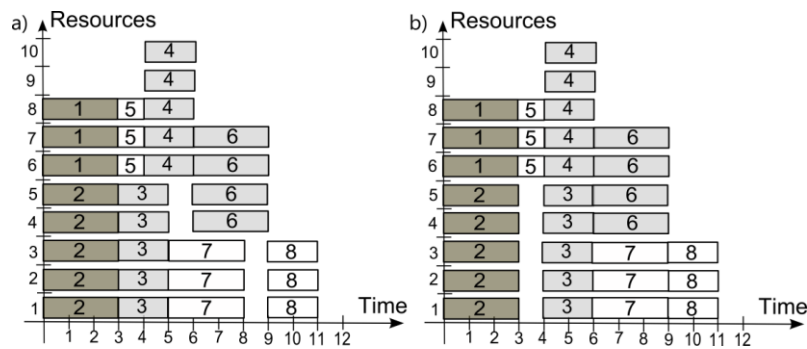 a) Resources b) Resources
10 4 10 4
9 4 9 4
8 1 5 4 8 1 5 4
7 1 5 4 6 7 1 5 4 6
6 1 5 4 6 6 1 5 4 6
5 2 3 6 5 2 3 6
4 2 3 6 4 2 3 6
3 2 3 7 8 3 2 3 7 8
2 2 3 7 8 2 2 3 7 8
1 2 3 7 8 Time 1 2 3 7 8 Time
1 2 3 4 5 6 7 8 9 10 11 12 1 2 3 4 5 6 7 8 9 10 11 12